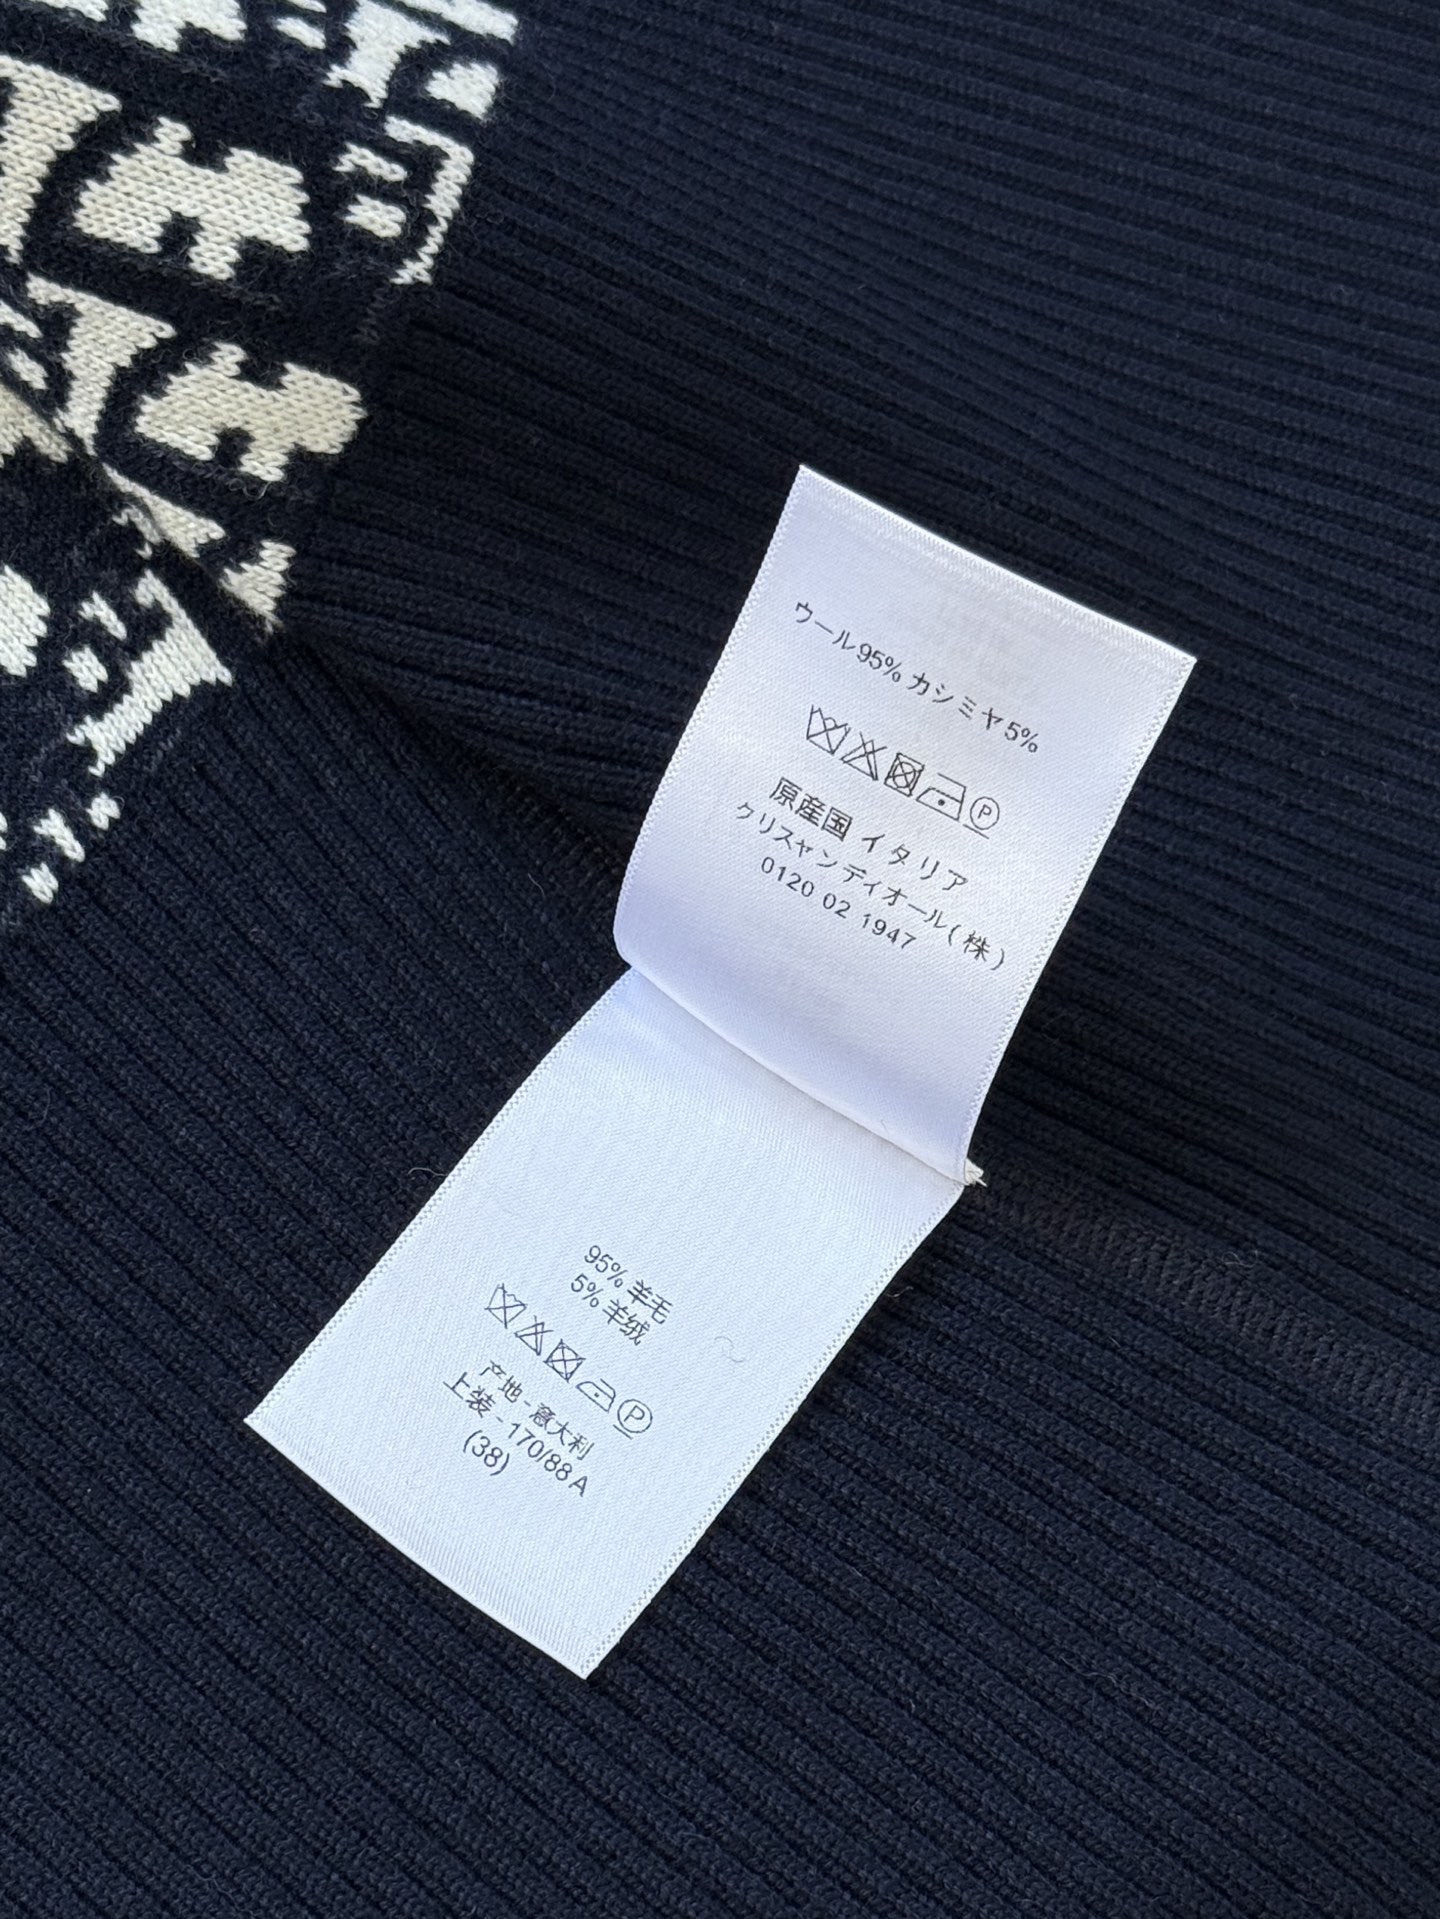 ウール95% カシミヤ5%
P
原産国 イタリア
クリスャンディオール(株)
0120 02 1947
95% 羊毛
5% 羊绒
P
产地 - 意大利
上装 - 170/88 A
(38)